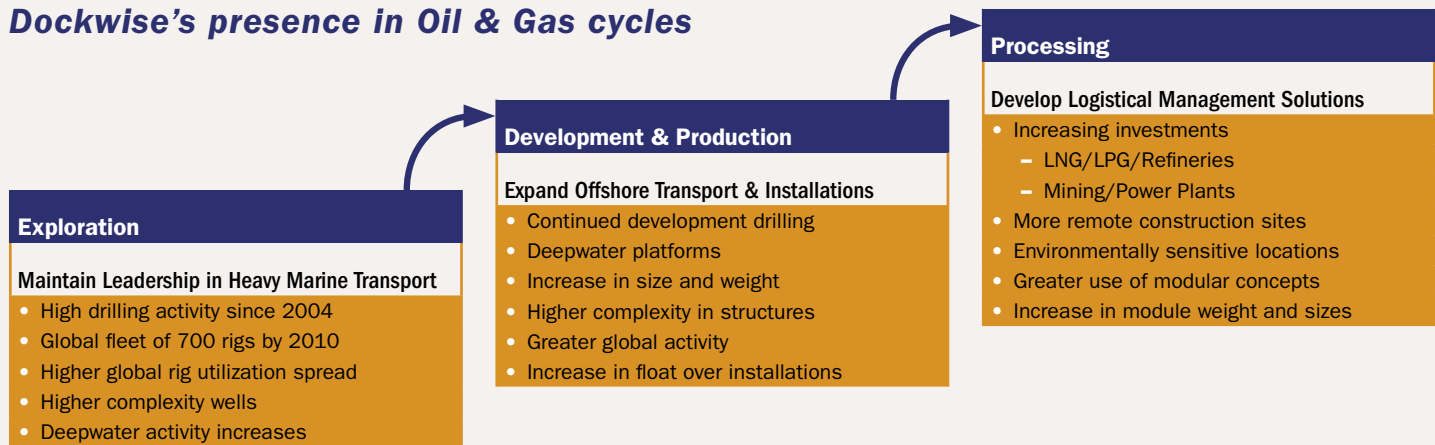 Dockwise’s presence in Oil & Gas cycles
Exploration
Maintain Leadership in Heavy Marine Transport
• High drilling activity since 2004
• Global fleet of 700 rigs by 2010
• Higher global rig utilization spread
• Higher complexity wells
• Deepwater activity increases
Development & Production
Expand Offshore Transport & Installations
• Continued development drilling
• Deepwater platforms
• Increase in size and weight
• Higher complexity in structures
• Greater global activity
• Increase in float over installations
Processing
Develop Logistical Management Solutions
• Increasing investments
– LNG/LPG/Refineries
– Mining/Power Plants
• More remote construction sites
• Environmentally sensitive locations
• Greater use of modular concepts
• Increase in module weight and sizes